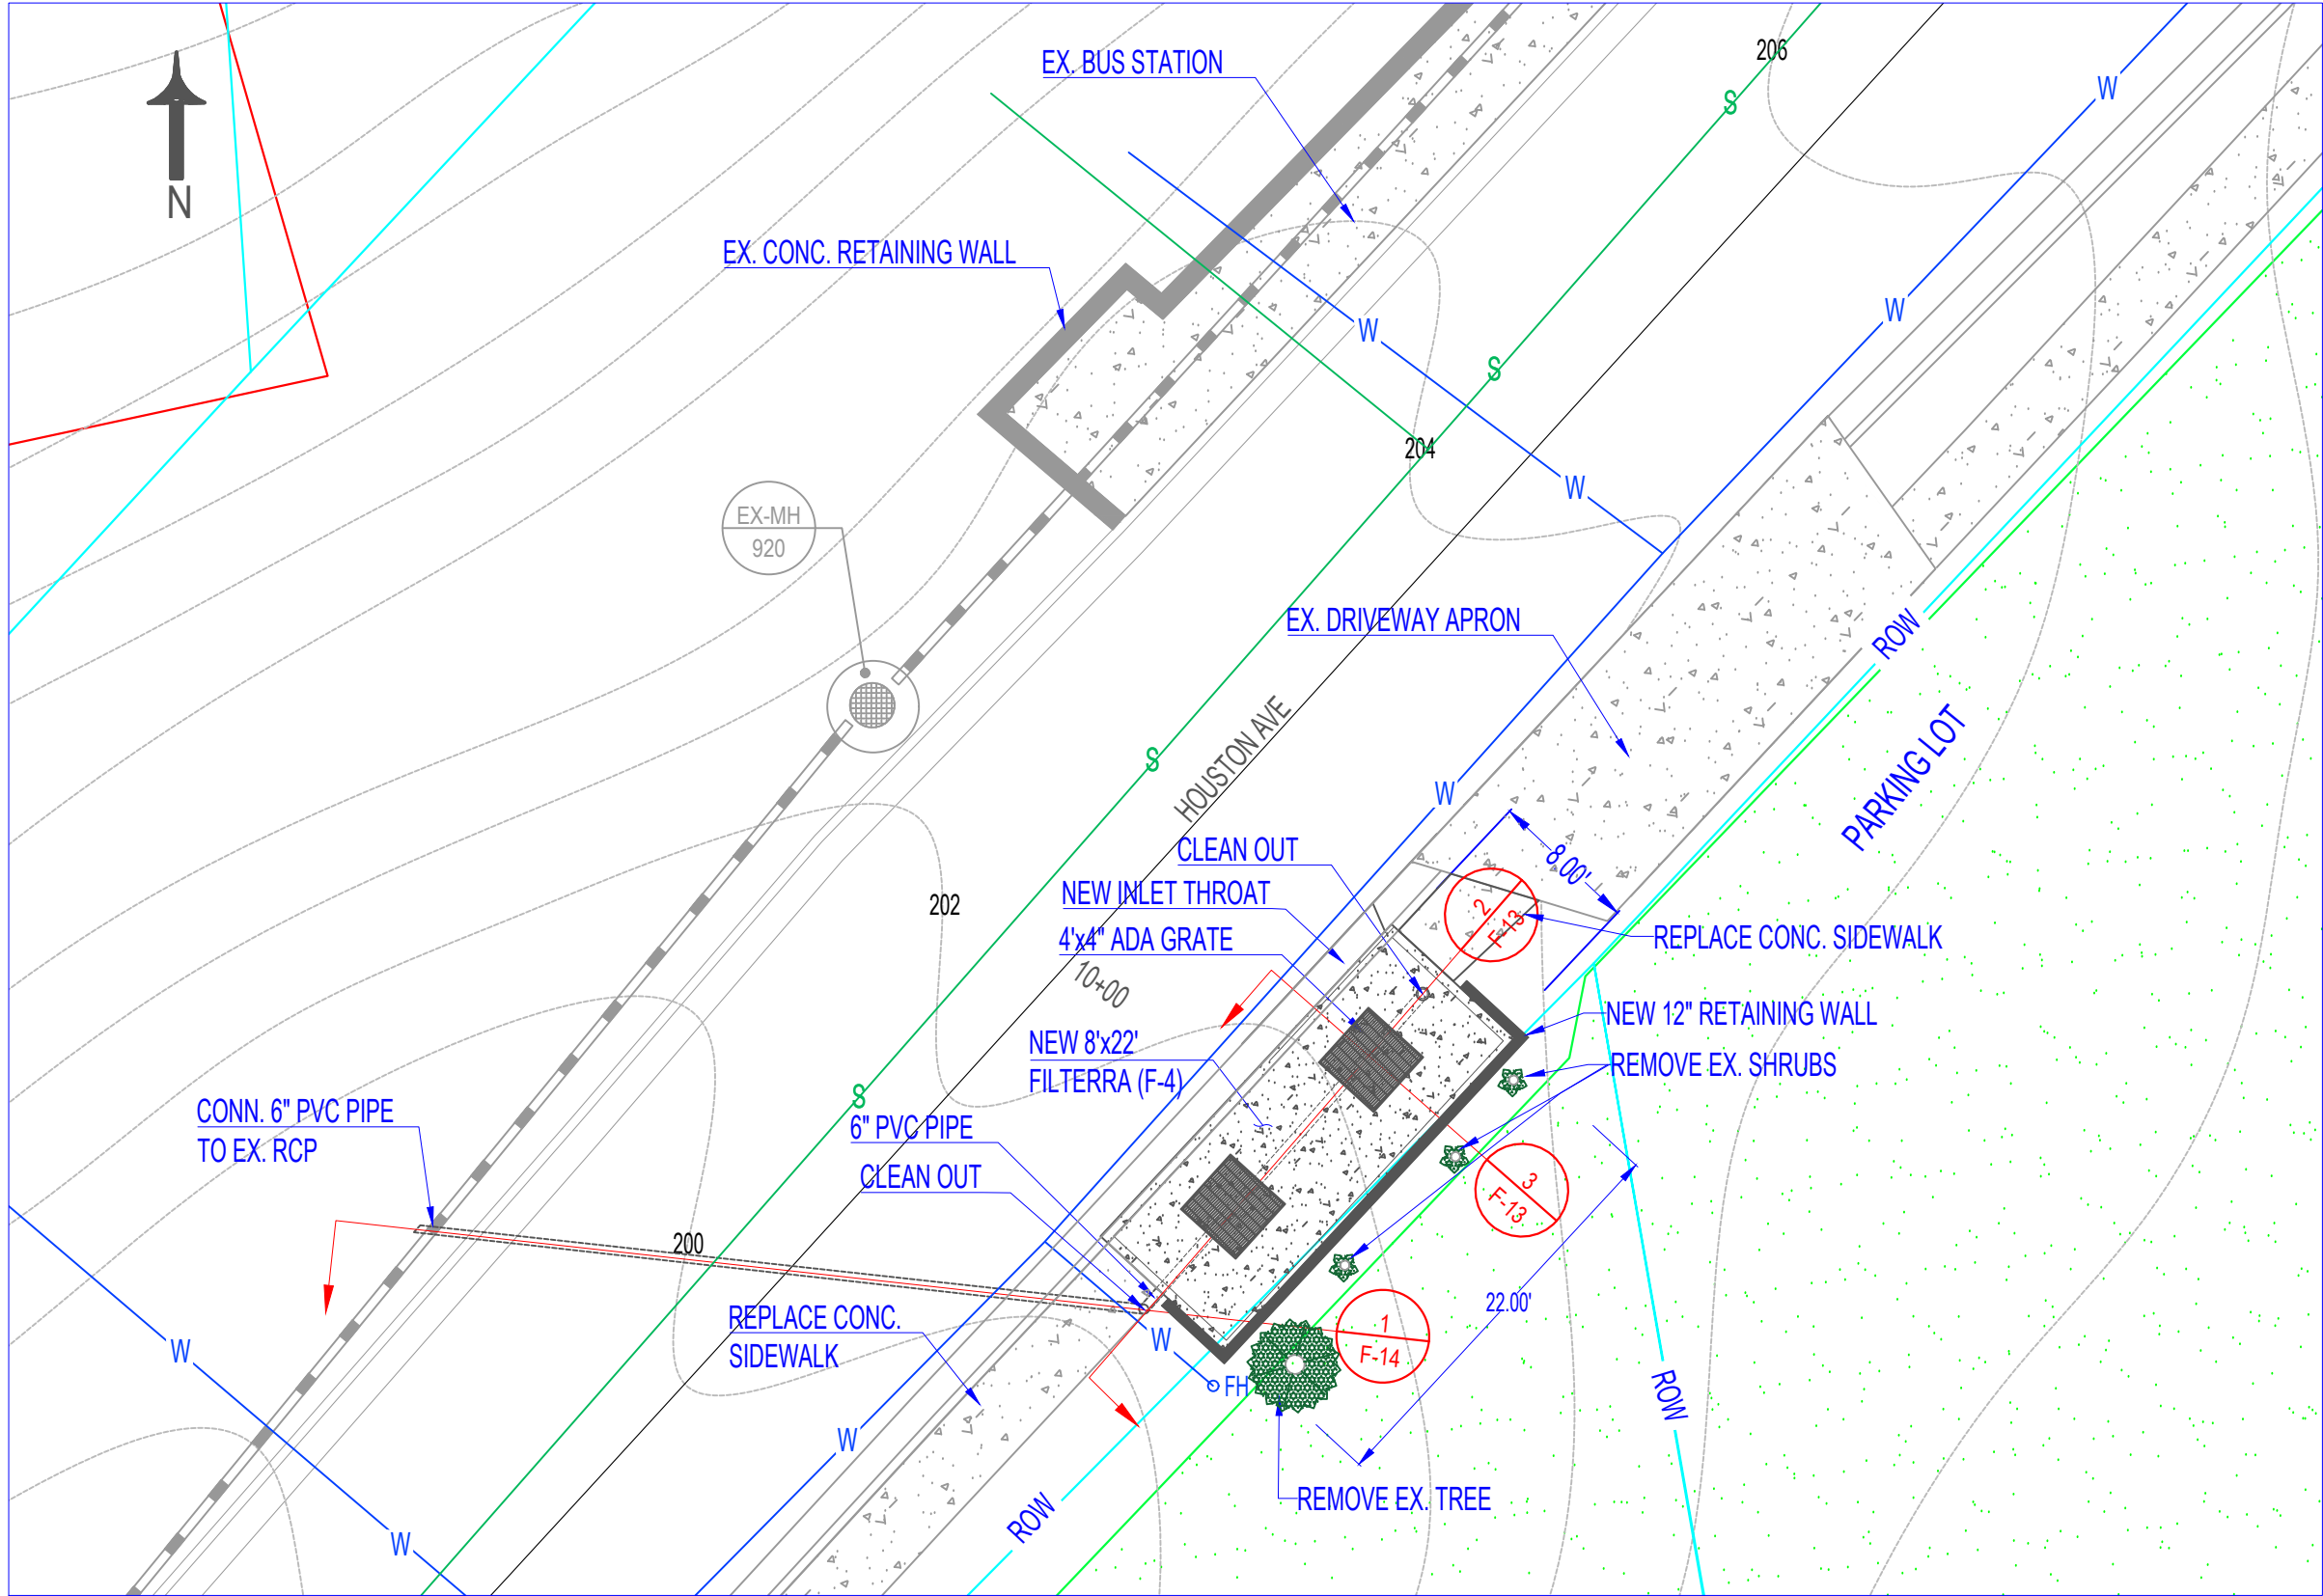 206
EX. BUS STATION
S
W
N
EX. CONC. RETAINING WALL
W
W
S
204
W
EX-MH
920
EX. DRIVEWAY APRON
ROW
PARKING LOT
S
HOUSTON AVE
W
CLEAN OUT
8.00'
NEW INLET THROAT
202
2
F-13
4'x4" ADA GRATE
REPLACE CONC. SIDEWALK
10+00
NEW 12" RETAINING WALL
NEW 8'x22'
FILTERRA (F-4)
REMOVE EX. SHRUBS
S
CONN. 6" PVC PIPE
TO EX. RCP
6" PVC PIPE
CLEAN OUT
3
F-13
200
22.00'
REPLACE CONC.
SIDEWALK
W
W
1
F-14
FH
ROW
W
REMOVE EX. TREE
ROW
W